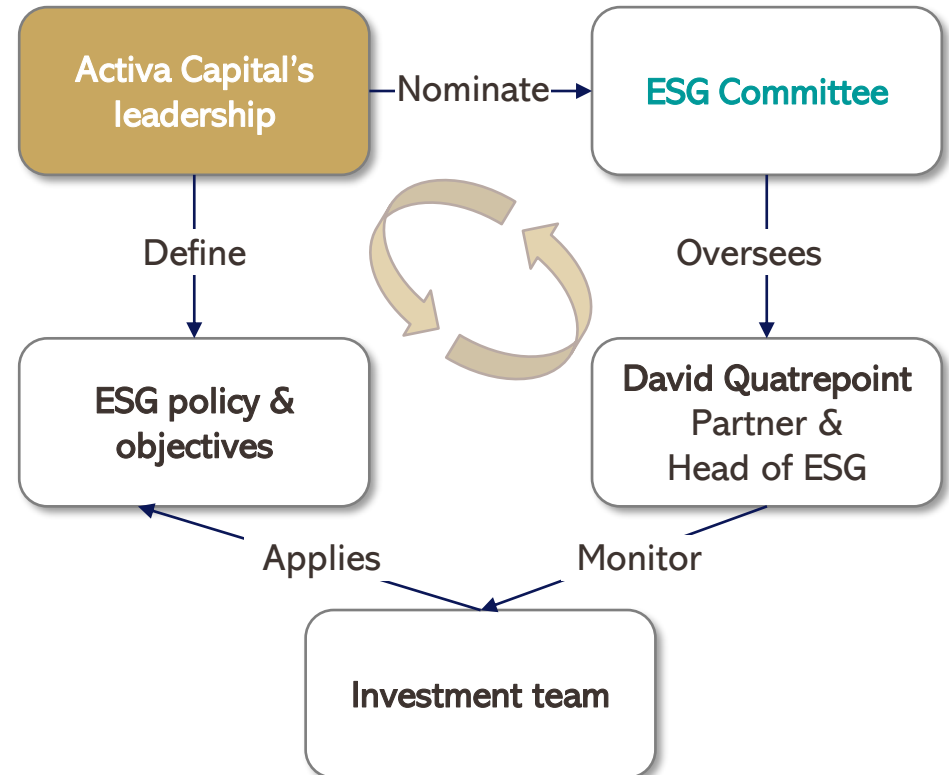 Activa Capital’s
leadership
Nominate
ESG Committee
Define
Oversees
ESG policy &
objectives
David Quatrepoint
Partner &
Head of ESG
Applies
Monitor
Investment team